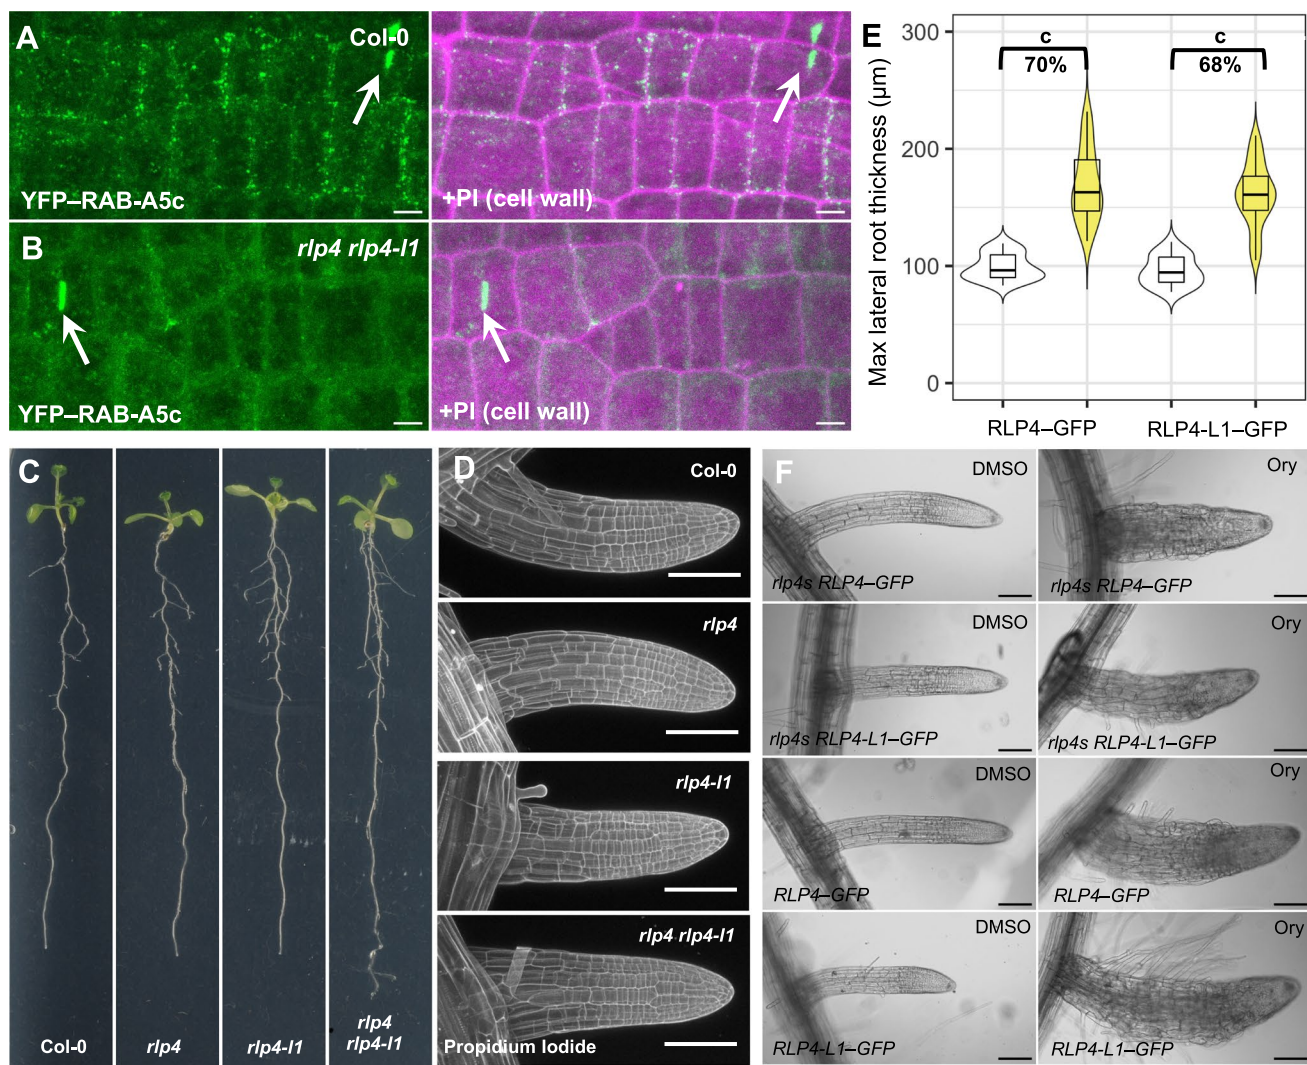 A
Col-0
YFP–RAB-A5c
+PI (cell wall)
B
rlp4 rlp4-l1
YFP–RAB-A5c
+PI (cell wall)
E
Max lateral root thickness (μm)
300
200
100
0
c
70%
c
68%
RLP4–GFP
RLP4-L1–GFP
C
Col-0
rlp4
rlp4-l1
rlp4
rlp4-l1
D
Col-0
rlp4
rlp4-l1
rlp4 rlp4-l1
Propidium Iodide
F
DMSO
rlp4s RLP4–GFP
Ory
rlp4s RLP4–GFP
DMSO
rlp4s RLP4-L1–GFP
Ory
rlp4s RLP4-L1–GFP
DMSO
RLP4–GFP
Ory
RLP4–GFP
DMSO
RLP4-L1–GFP
Ory
RLP4-L1–GFP